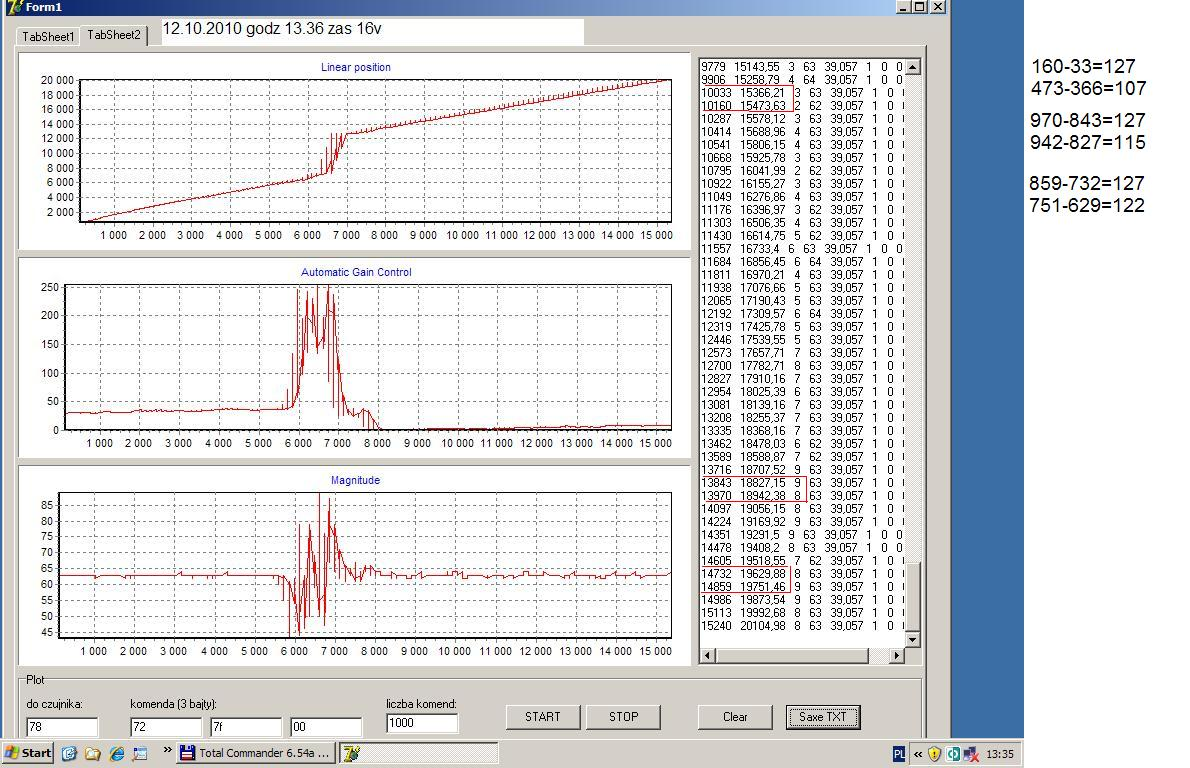 Form1
TabSheet1 TabSheet2 12.10.2010 godz 13.36 zas 16v
Linear position
20 000
18 000
16 000
14 000
12 000
10 000
8 000
6 000
4 000
2 000
1 000 2 000 3 000 4 000 5 000 6 000 7 000 8 000 9 000 10 000 11 000 12 000 13 000 14 000 15 000
Automatic Gain Control
250
200
150
100
50
0
1 000 2 000 3 000 4 000 5 000 6 000 7 000 8 000 9 000 10 000 11 000 12 000 13 000 14 000 15 000
Magnitude
85
80
75
70
65
60
55
50
45
1 000 2 000 3 000 4 000 5 000 6 000 7 000 8 000 9 000 10 000 11 000 12 000 13 000 14 000 15 000
9779 15143,55 3 63 39,057 1 0 0
9906 15258,79 4 64 39,057 1 0 0
10033 15366,21 3 63 39,057 1 0
10160 15473,63 2 62 39,057 1 0
10287 15578,12 3 63 39,057 1 0
10414 15688,96 4 63 39,057 1 0
10541 15806,15 4 63 39,057 1 0
10668 15925,78 3 63 39,057 1 0
10795 16041,99 2 62 39,057 1 0
10922 16155,27 3 63 39,057 1 0
11049 16276,86 4 63 39,057 1 0
11176 16396,97 3 62 39,057 1 0
11303 16506,35 4 63 39,057 1 0
11430 16614,75 5 62 39,057 1 0
11557 16733,4 6 63 39,057 1 0 0
11684 16856,45 6 64 39,057 1 0
11811 16970,21 4 63 39,057 1 0
11938 17076,66 5 63 39,057 1 0
12065 17190,43 5 63 39,057 1 0
12192 17309,57 6 64 39,057 1 0
12319 17425,78 5 63 39,057 1 0
12446 17539,55 5 63 39,057 1 0
12573 17657,71 7 63 39,057 1 0
12700 17782,71 8 63 39,057 1 0
12827 17910,16 7 63 39,057 1 0
12954 18025,39 6 63 39,057 1 0
13081 18139,16 7 63 39,057 1 0
13208 18255,37 7 63 39,057 1 0
13335 18368,16 7 63 39,057 1 0
13462 18478,03 6 62 39,057 1 0
13589 18588,87 7 62 39,057 1 0
13716 18707,52 9 63 39,057 1 0
13843 18827,15 9 63 39,057 1 0
13970 18942,38 8 63 39,057 1 0
14097 19056,15 8 63 39,057 1 0
14224 19169,92 9 63 39,057 1 0
14351 19291,5 9 63 39,057 1 0 0
14478 19408,2 8 63 39,057 1 0 0
14605 19518,55 7 62 39,057 1 0
14732 19629,88 8 63 39,057 1 0
14859 19751,46 9 63 39,057 1 0
14986 19873,54 9 63 39,057 1 0
15113 19992,68 8 63 39,057 1 0
15240 20104,98 8 63 39,057 1 0
160-33=127
473-366=107
970-843=127
942-827=115
859-732=127
751-629=122
Plot
do czujnika: komenda (3 bajty): liczba komend:
78 72 7f 00 1000 START STOP Clear Saxe TXT
Start » Total Commander 6.54a ... PL « 13:35